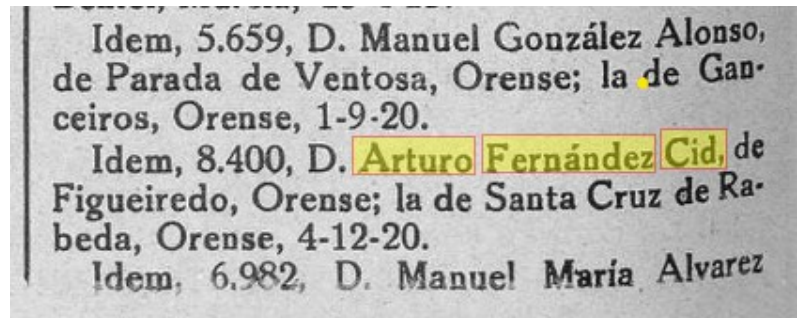 Idem, 5.659, D. Manuel González Alonso,
de Parada de Ventosa, Orense; la de Gan-
ceiros, Orense, 1-9-20.
Idem, 8.400, D. Arturo Fernández Cid, de
Figueiredo, Orense; la de Santa Cruz de Ra-
beda, Orense, 4-12-20.
Idem, 6.982, D. Manuel María Alvarez